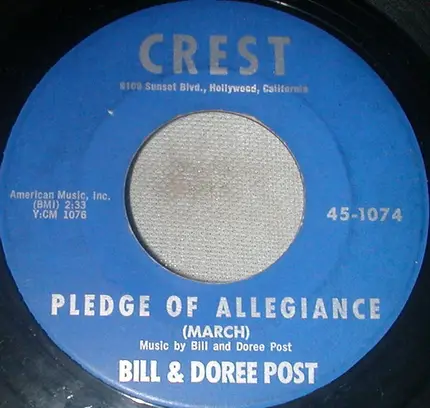 CREST
9109 Sunset Blvd., Hollywood, California
American Music, Inc.
(BMI) 2:33
Y:CM 1076
45-1074
PLEDGE OF ALLEGIANCE
(MARCH)
Music by Bill and Doree Post
BILL & DOREE POST